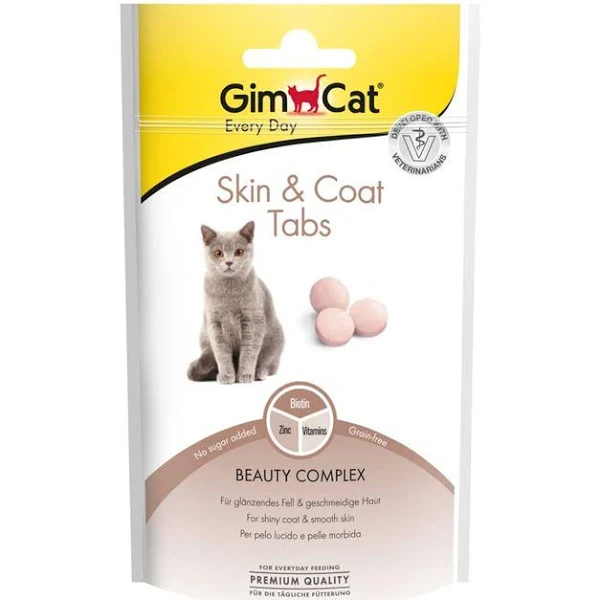 GimCat®
Every Day
DEVELOPED WITH
VETERINARIANS
V
Skin & Coat
Tabs
Biotin
Zinc
Vitamins
No sugar added
Grain-free
BEAUTY COMPLEX
Für glänzendes Fell & geschmeidige Haut
For shiny coat & smooth skin
Per pelo lucido e pelle morbida
FOR EVERYDAY FEEDING
PREMIUM QUALITY
FÜR DIE TÄGLICHE FÜTTERUNG